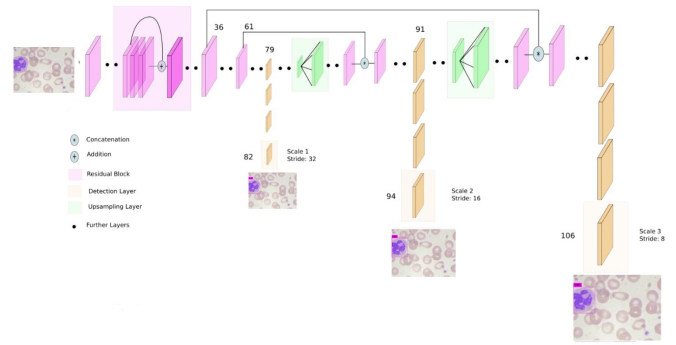 36
61
79
91
82
Scale 1
Stride: 32
94
Scale 2
Stride: 16
106
Scale 3
Stride: 8
Concatenation
Addition
Residual Block
Detection Layer
Upsampling Layer
Further Layers